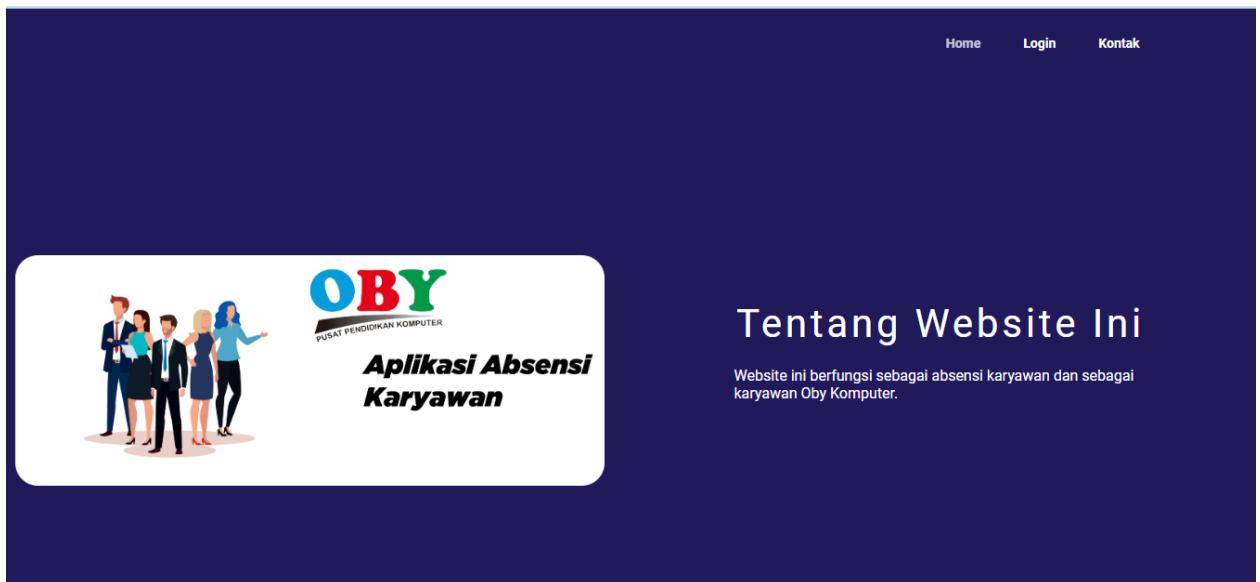 Home Login Kontak
OBY
PUSAT PENDIDIKAN KOMPUTER
Aplikasi Absensi
Karyawan
Tentang Website Ini
Website ini berfungsi sebagai absensi karyawan dan sebagai
karyawan Oby Komputer.